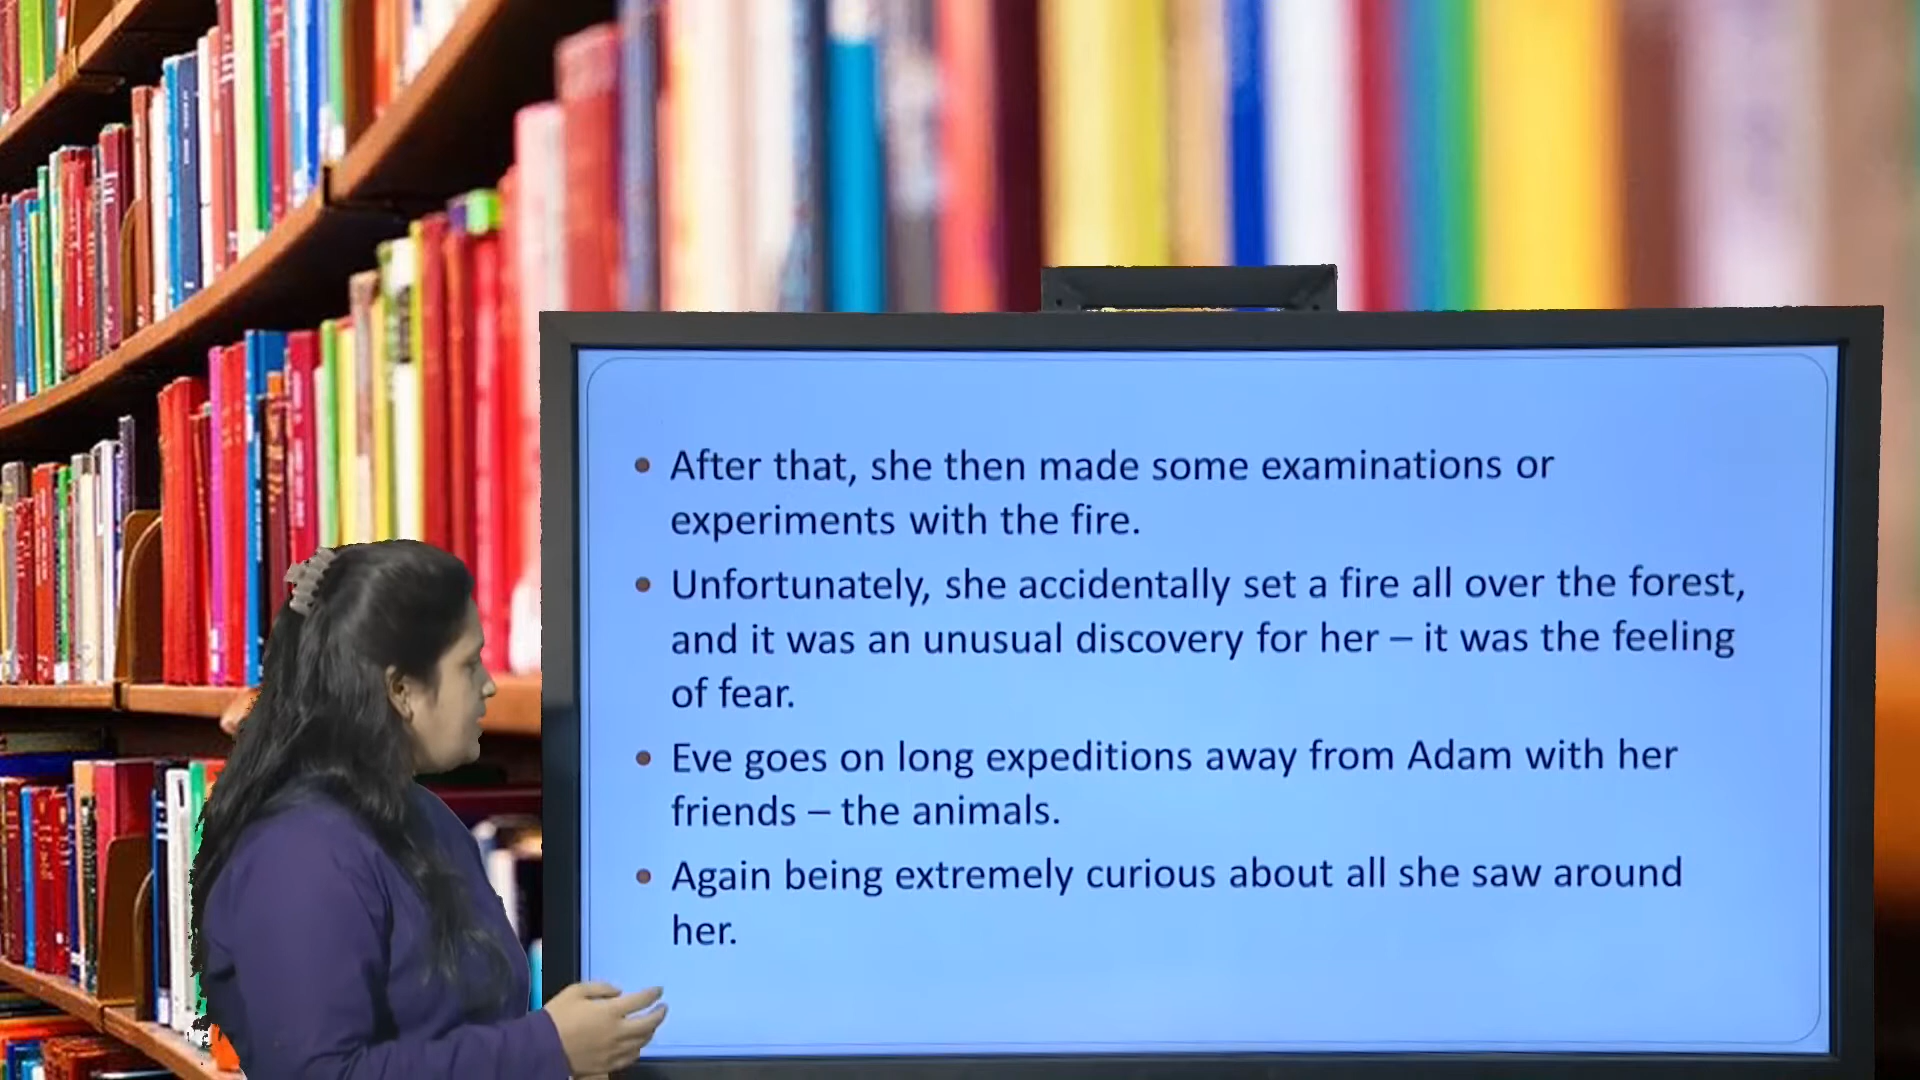 • After that, she then made some examinations or
experiments with the fire.
• Unfortunately, she accidentally set a fire all over the forest,
and it was an unusual discovery for her – it was the feeling
of fear.
• Eve goes on long expeditions away from Adam with her
friends – the animals.
• Again being extremely curious about all she saw around
her.